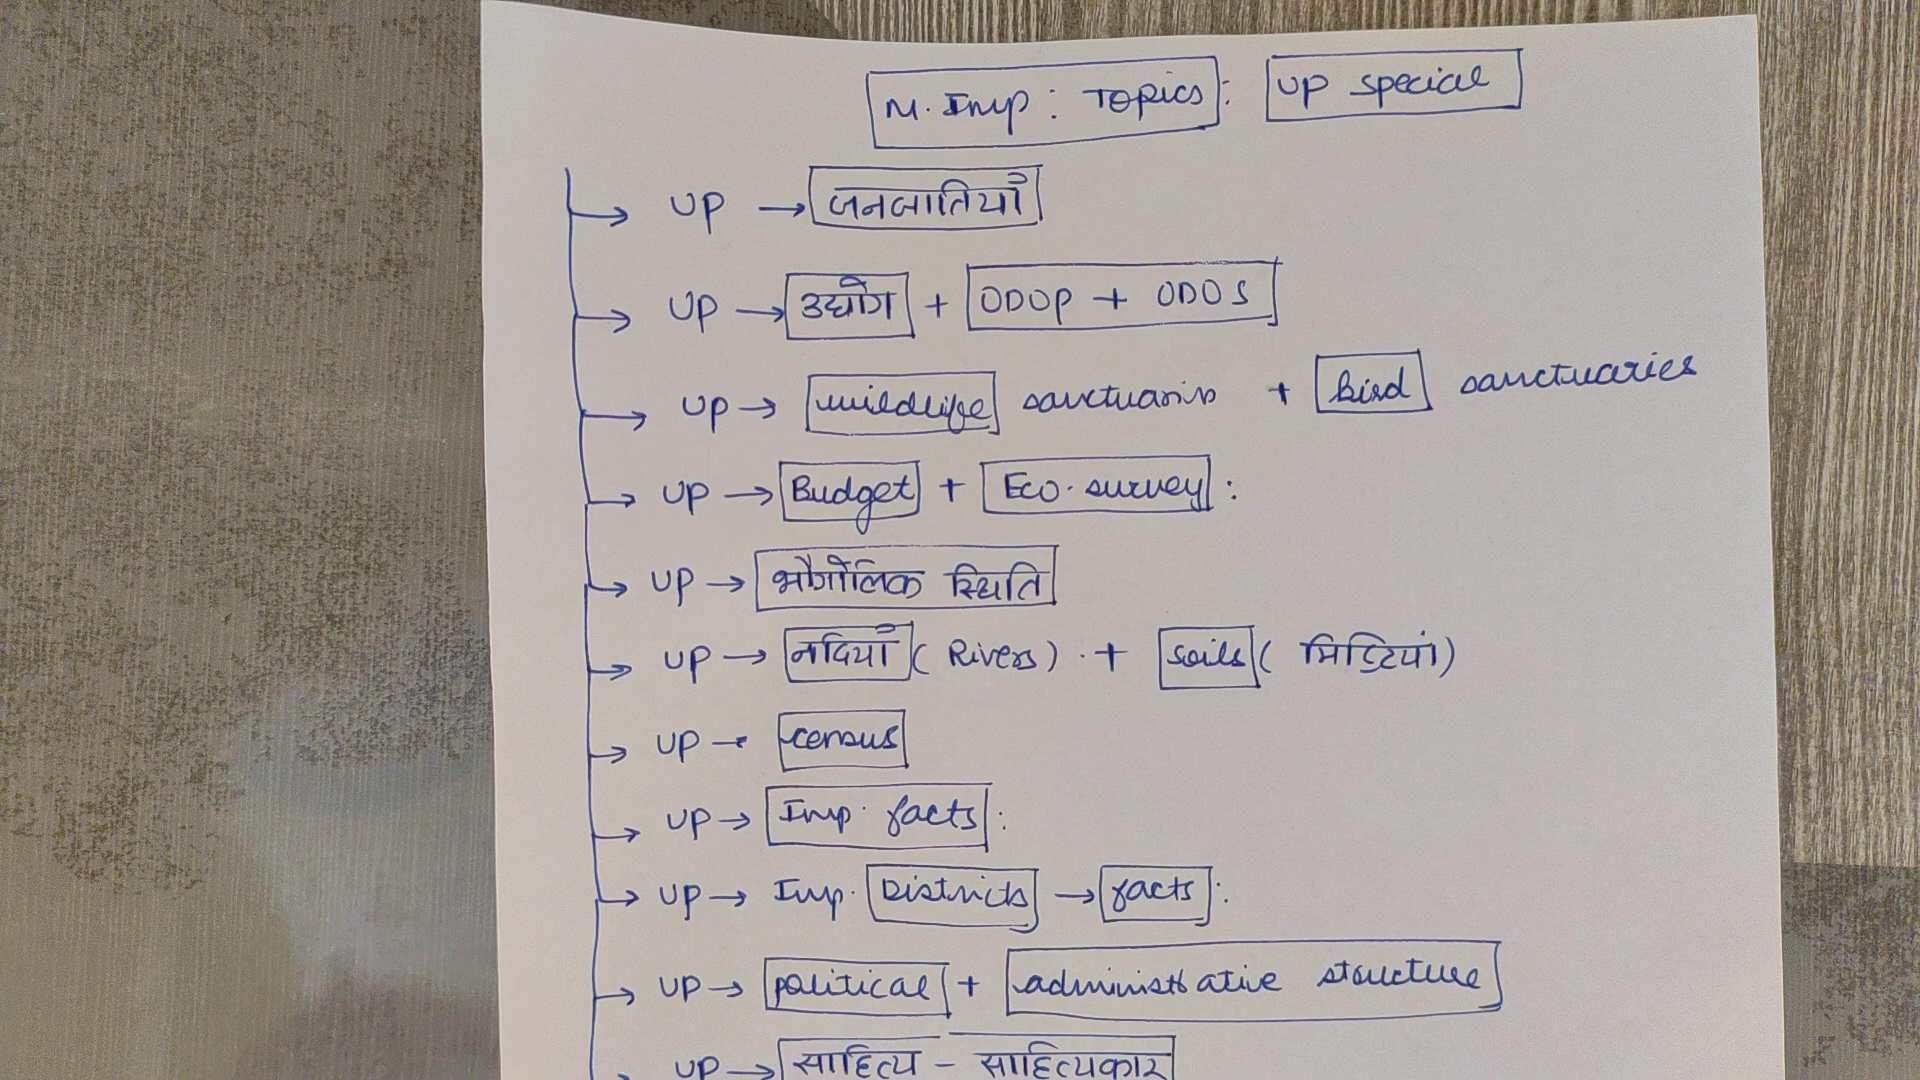 M. Imp : Topics : UP special
UP → जनजातियाँ
UP → उद्योग + ODOP + ODOS
UP → wildlife sanctuaries + bird sanctuaries
UP → Budget + Eco. survey :
UP → भौगोलिक स्थिति
UP → नदियाँ ( Rivers ) + soils ( मिट्टियां )
UP → census
UP → Imp. facts :
UP → Imp. Districts → facts :
UP → political + administrative structure
UP → साहित्य - साहित्यकार